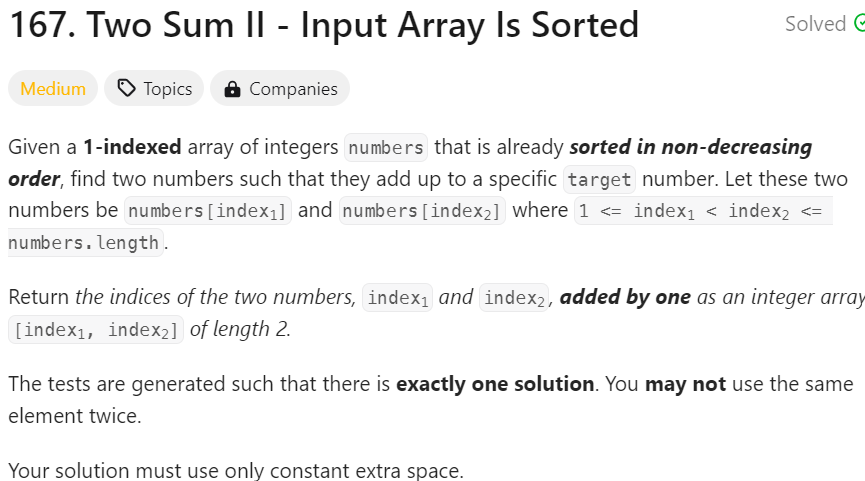 167. Two Sum II - Input Array Is Sorted
Solved
Medium Topics Companies
Given a 1-indexed array of integers numbers that is already sorted in non-decreasing
order, find two numbers such that they add up to a specific target number. Let these two
numbers be numbers[index₁] and numbers[index₂] where 1 <= index₁ < index₂ <=
numbers.length.
Return the indices of the two numbers, index₁ and index₂, added by one as an integer array
[index₁, index₂] of length 2.
The tests are generated such that there is exactly one solution. You may not use the same
element twice.
Your solution must use only constant extra space.